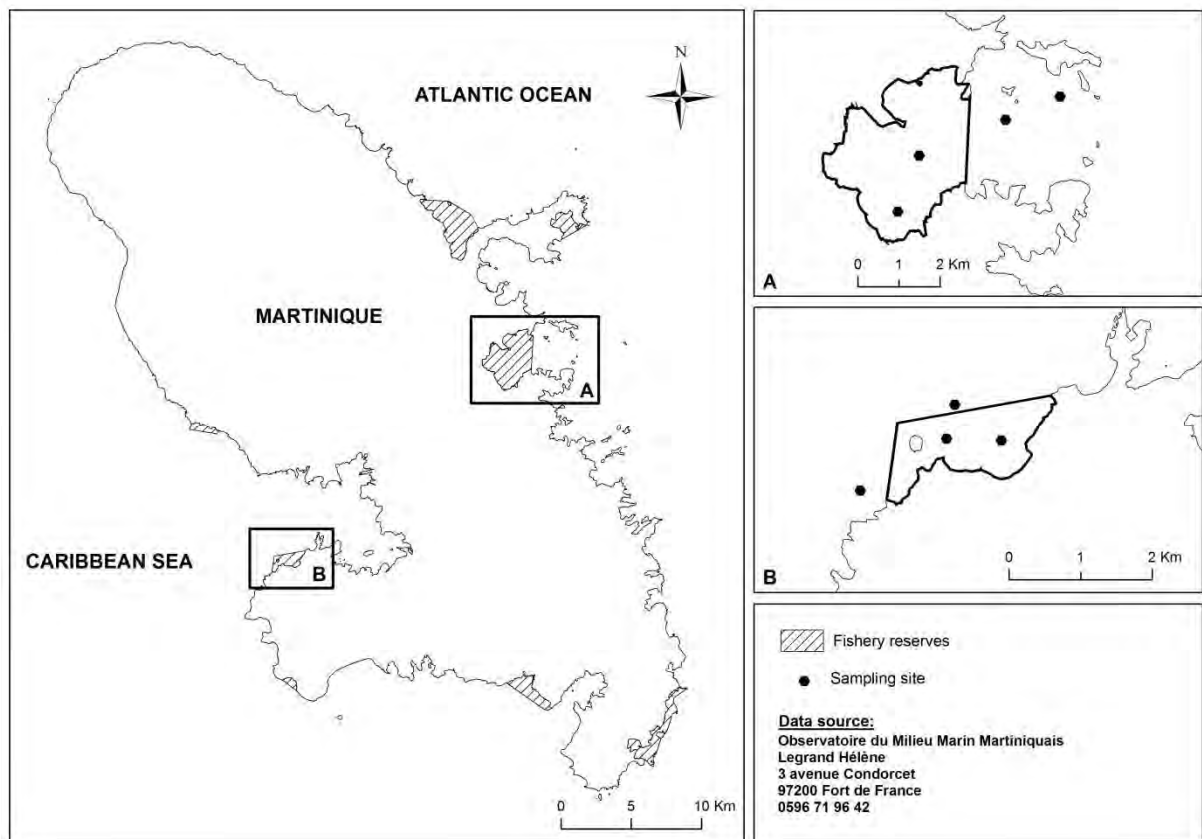 N
ATLANTIC OCEAN
MARTINIQUE
A
CARIBBEAN SEA
B
0 5 10 Km
0 1 2 Km
A
0 1 2 Km
B
Fishery reserves
Sampling site
Data source:
Observatoire du Milieu Marin Martiniquais
Legrand Hélène
3 avenue Condorcet
97200 Fort de France
0596 71 96 42